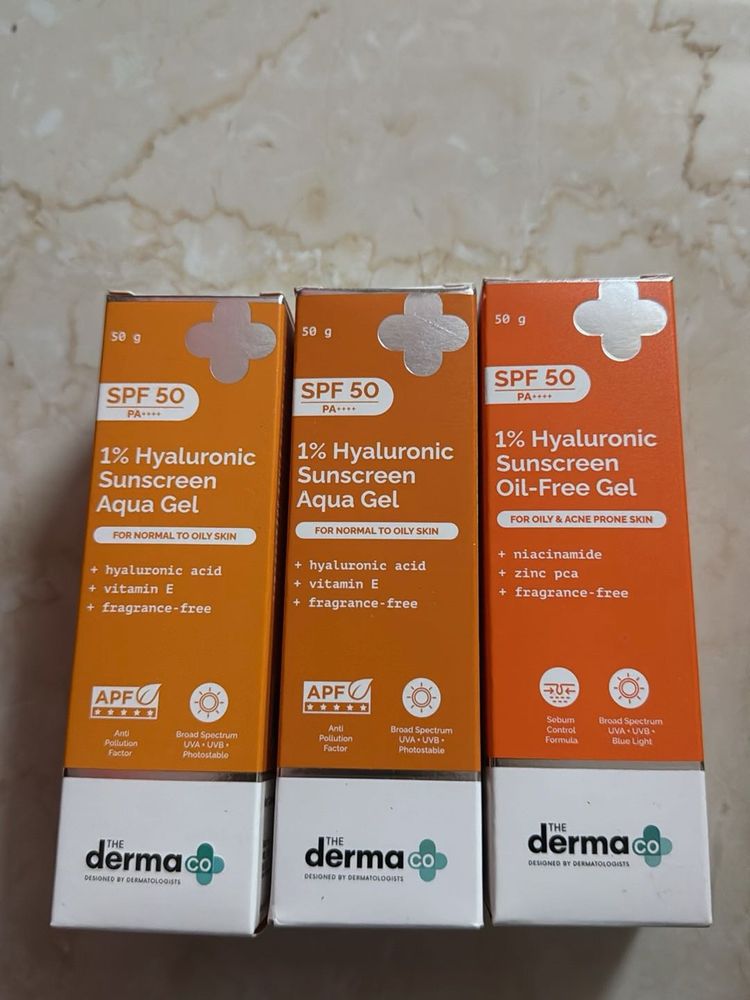 50 g
SPF 50
PA++++
1% Hyaluronic
Sunscreen
Aqua Gel
FOR NORMAL TO OILY SKIN
+ hyaluronic acid
+ vitamin E
+ fragrance-free
APF
Anti
Pollution
Factor
Broad Spectrum
UVA + UVB +
Photostable
THE
derma co
DESIGNED BY DERMATOLOGISTS
50 g
SPF 50
PA++++
1% Hyaluronic
Sunscreen
Aqua Gel
FOR NORMAL TO OILY SKIN
+ hyaluronic acid
+ vitamin E
+ fragrance-free
APF
Anti
Pollution
Factor
Broad Spectrum
UVA + UVB +
Photostable
THE
derma co
DESIGNED BY DERMATOLOGISTS
50 g
SPF 50
PA++++
1% Hyaluronic
Sunscreen
Oil-Free Gel
FOR OILY & ACNE PRONE SKIN
+ niacinamide
+ zinc pca
+ fragrance-free
Sebum
Control
Formula
Broad Spectrum
UVA + UVB +
Blue Light
THE
derma co
DESIGNED BY DERMATOLOGISTS